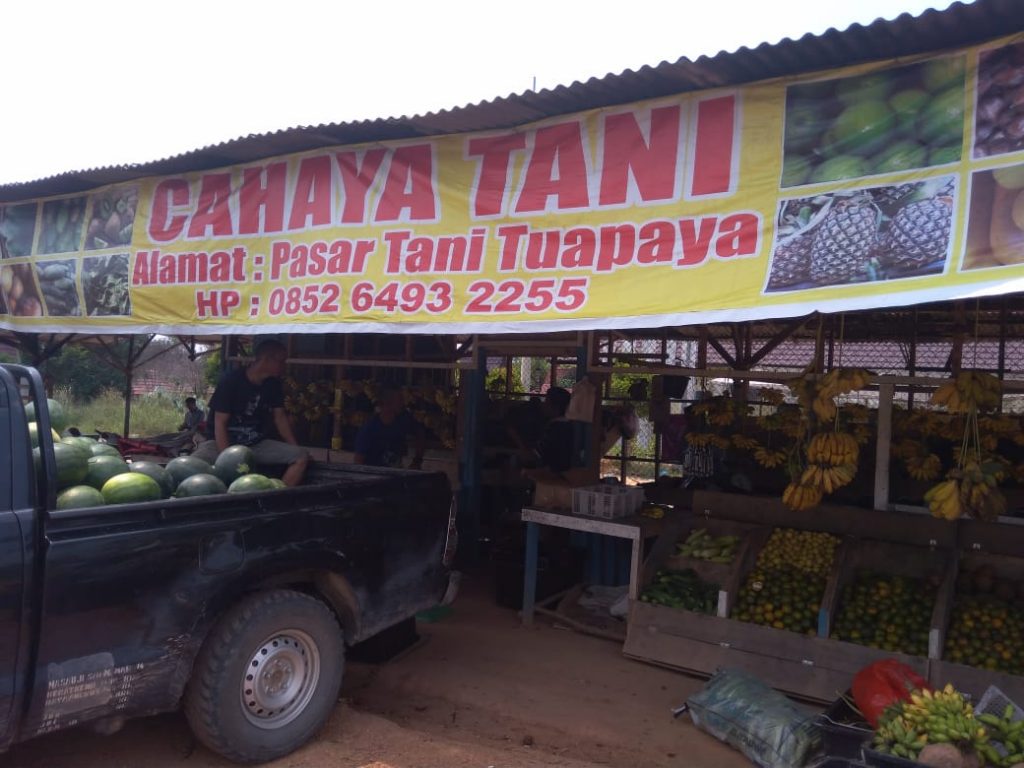 CAHAYA TANI
Alamat : Pasar Tani Tuapaya
HP : 0852 6493 2255